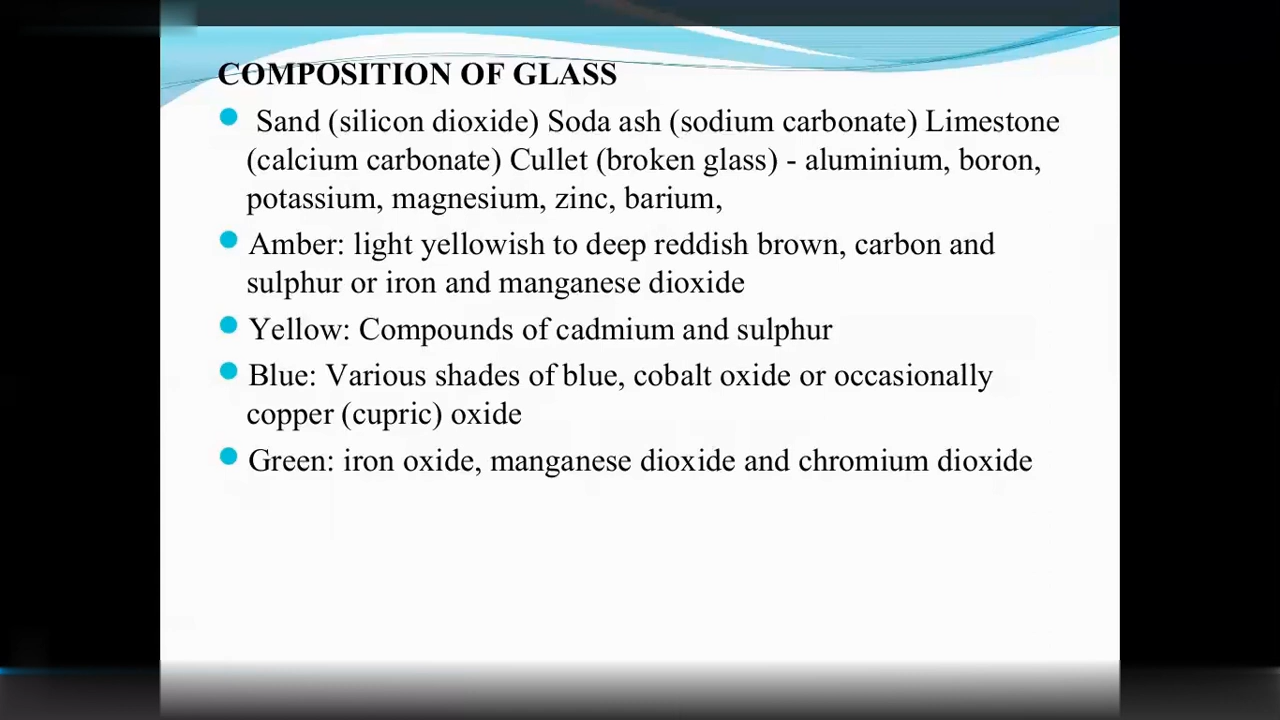 COMPOSITION OF GLASS
Sand (silicon dioxide) Soda ash (sodium carbonate) Limestone
(calcium carbonate) Cullet (broken glass) - aluminium, boron,
potassium, magnesium, zinc, barium,
Amber: light yellowish to deep reddish brown, carbon and
sulphur or iron and manganese dioxide
Yellow: Compounds of cadmium and sulphur
Blue: Various shades of blue, cobalt oxide or occasionally
copper (cupric) oxide
Green: iron oxide, manganese dioxide and chromium dioxide